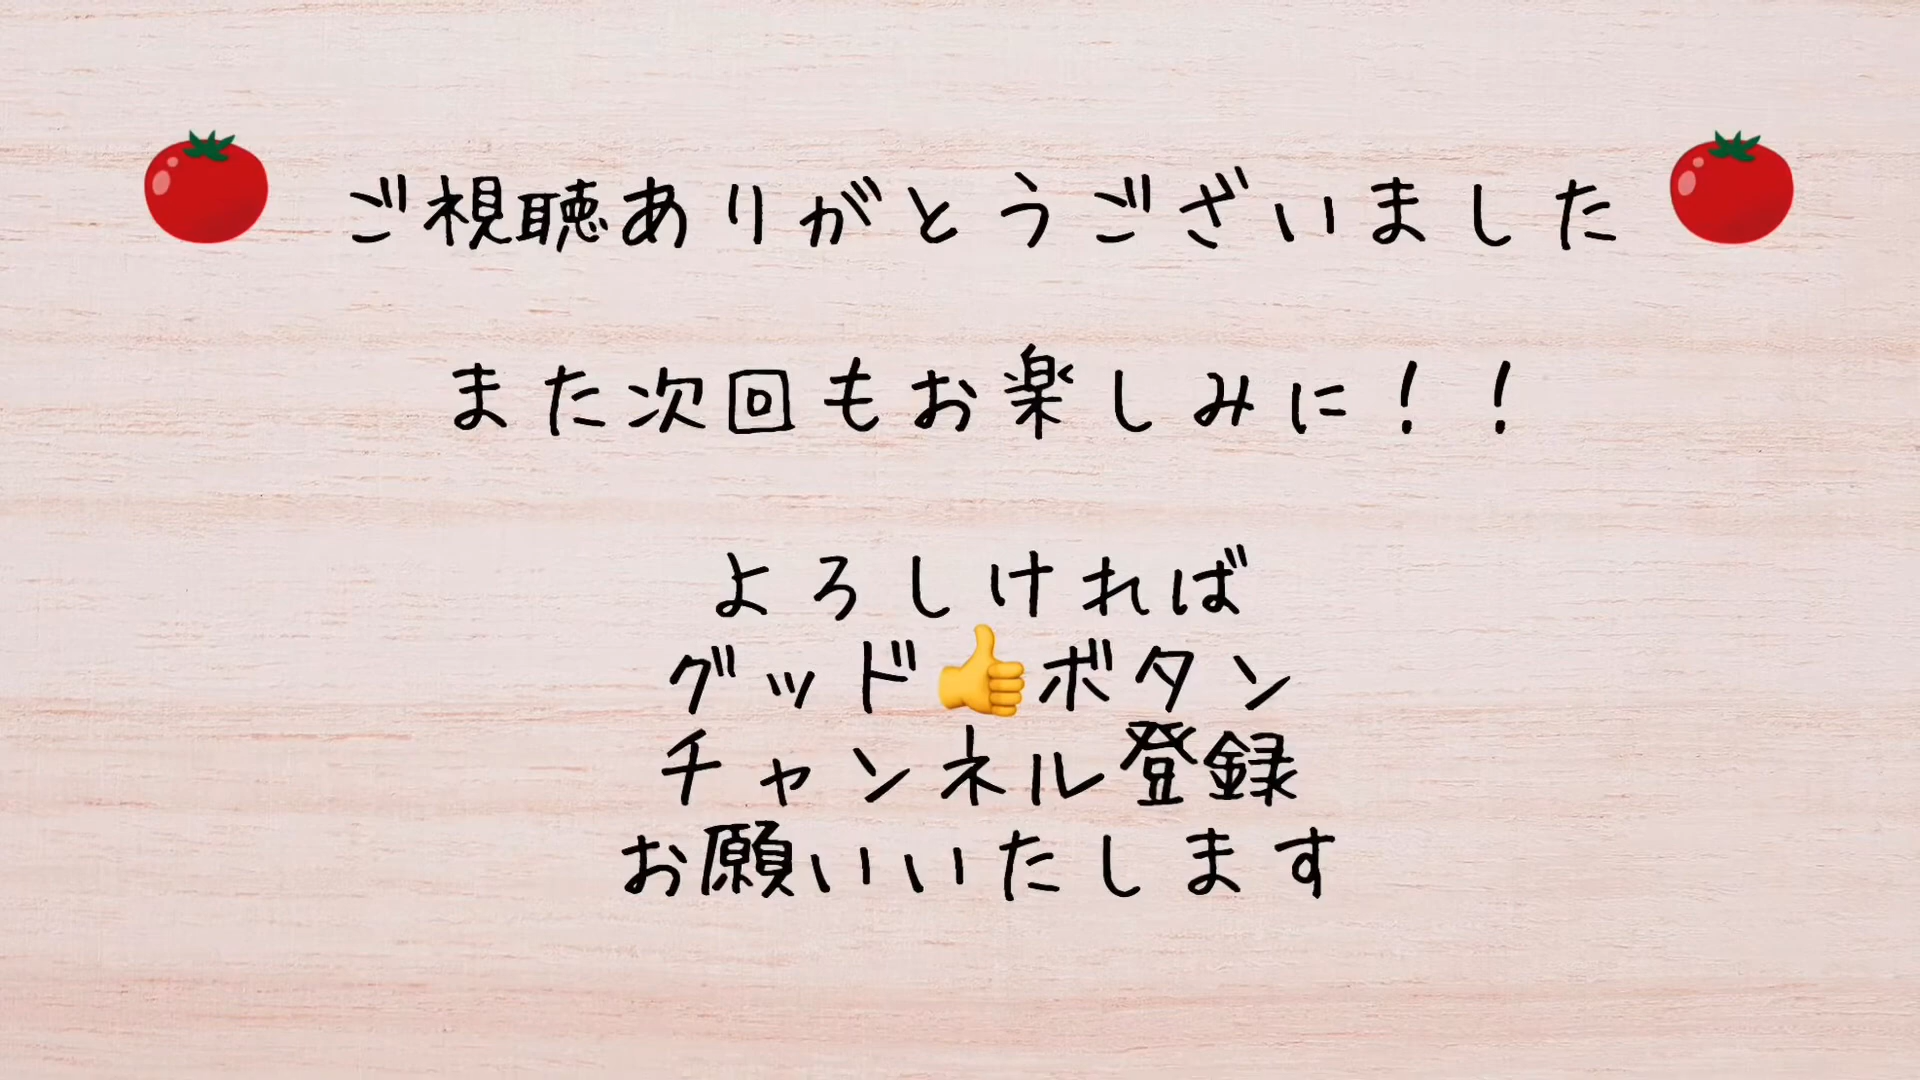 ご視聴ありがとうございました
また次回もお楽しみに！！
よろしければ
グッド👍ボタン
チャンネル登録
お願いいたします